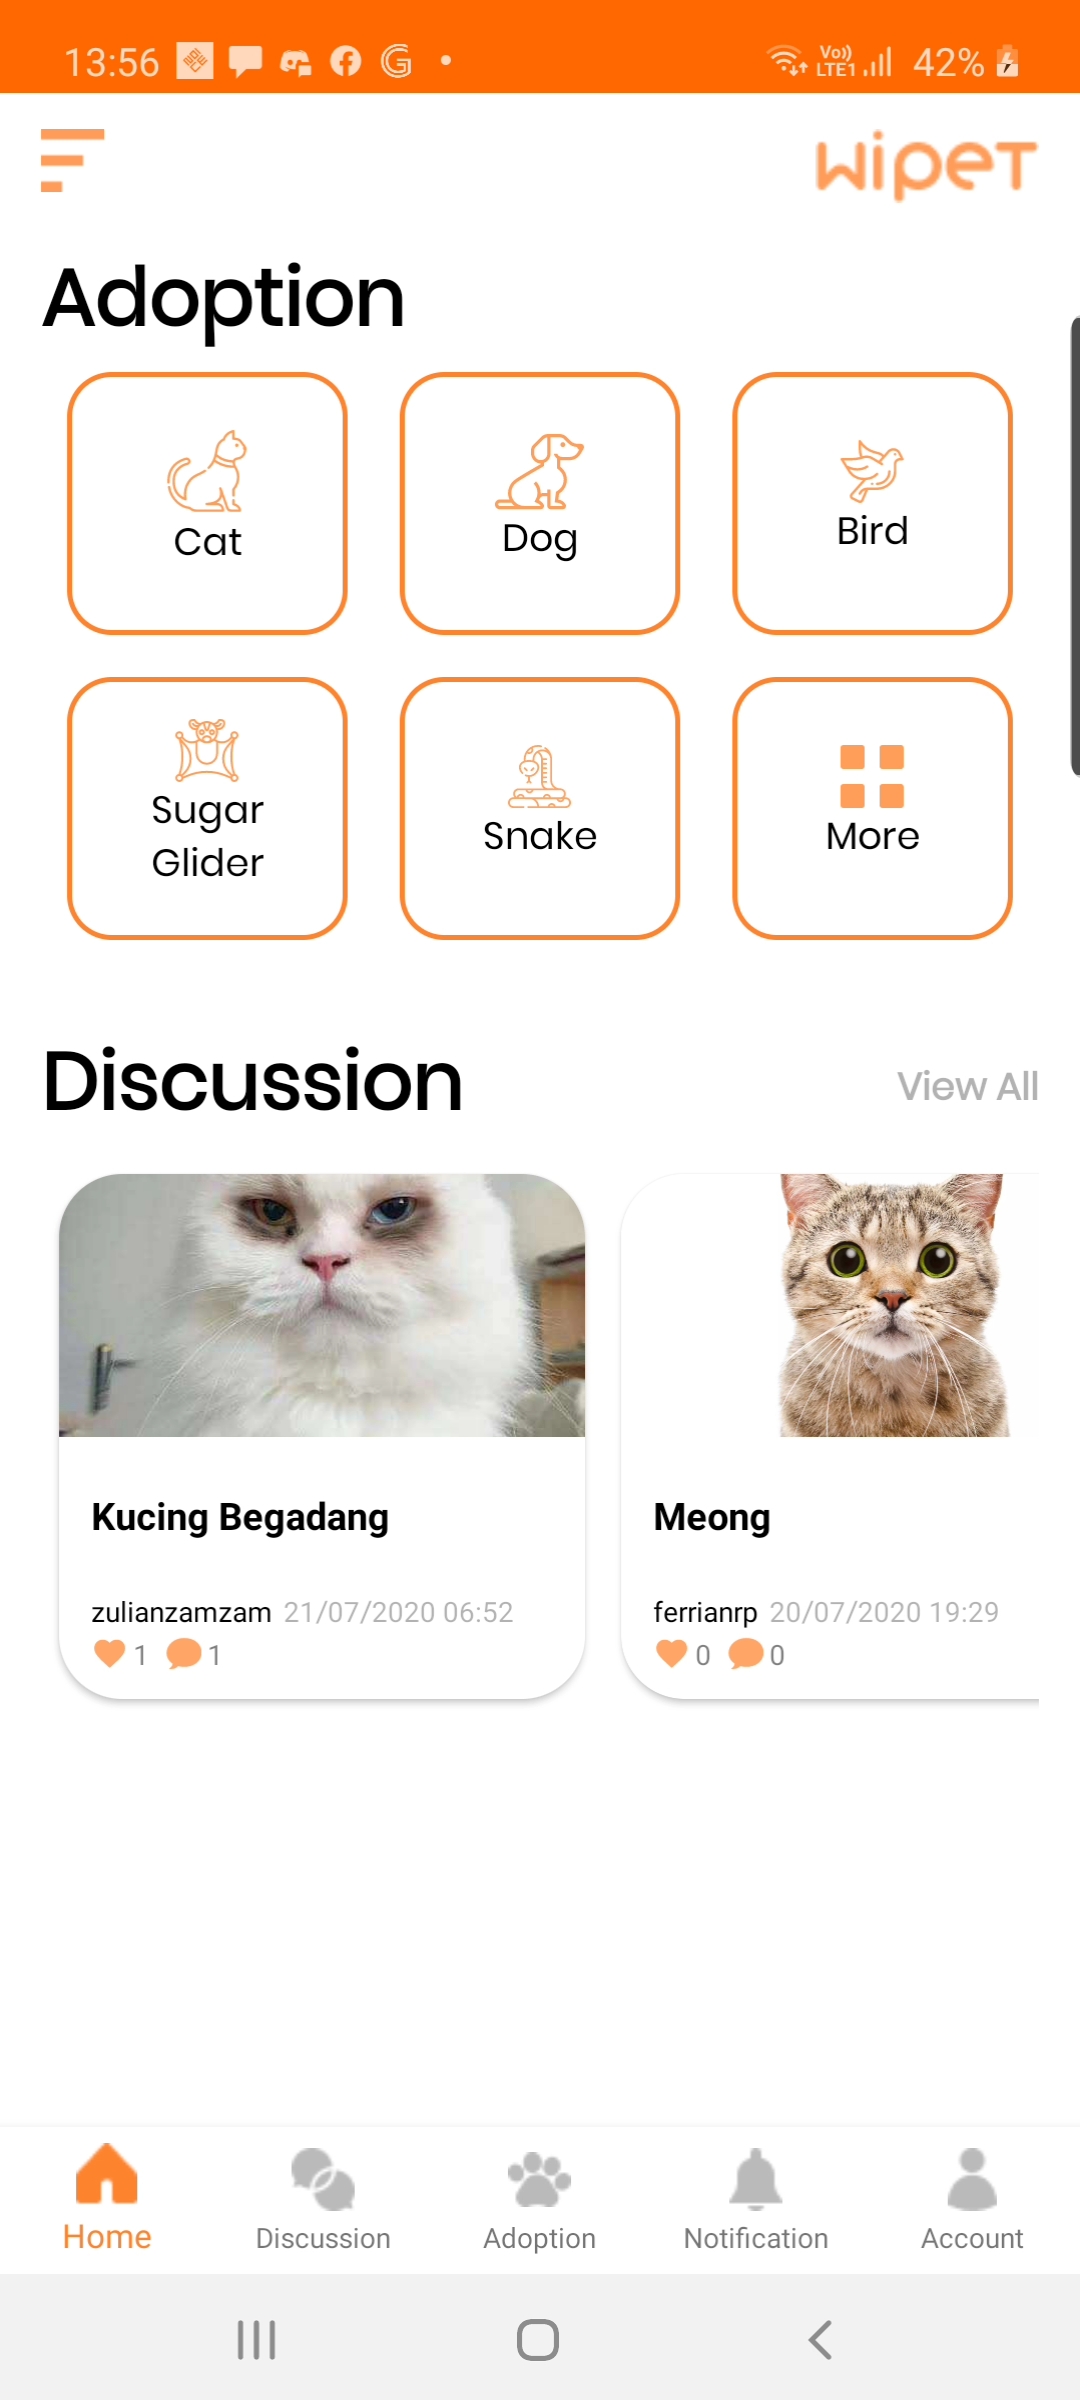 13:56 Vo)) LTE1 42%
wipet
Adoption
Cat Dog Bird
Sugar Glider Snake More
Discussion View All
Kucing Begadang
zulianzamzam 21/07/2020 06:52
1 1
Meong
ferrianrp 20/07/2020 19:29
0 0
Home Discussion Adoption Notification Account